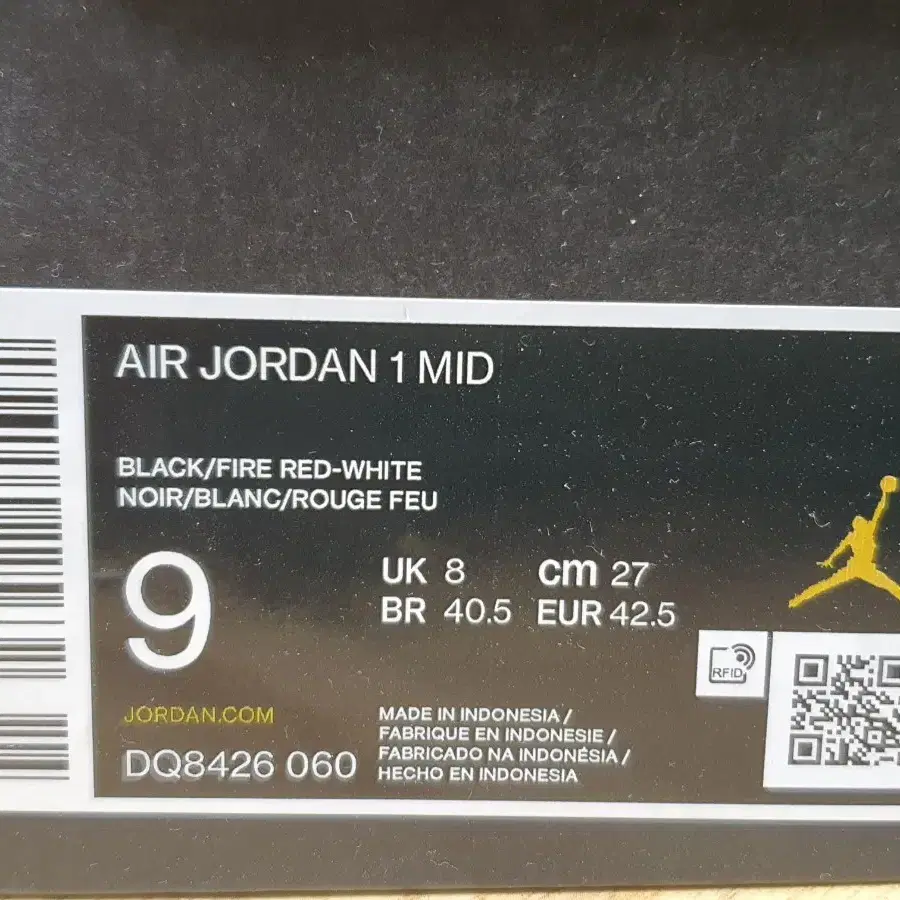 AIR JORDAN 1 MID
BLACK/FIRE RED-WHITE
NOIR/BLANC/ROUGE FEU
9
UK 8 cm 27
BR 40.5 EUR 42.5
RFID
JORDAN.COM
DQ8426 060
MADE IN INDONESIA /
FABRIQUE EN INDONESIE /
FABRICADO NA INDONÉSIA /
HECHO EN INDONESIA